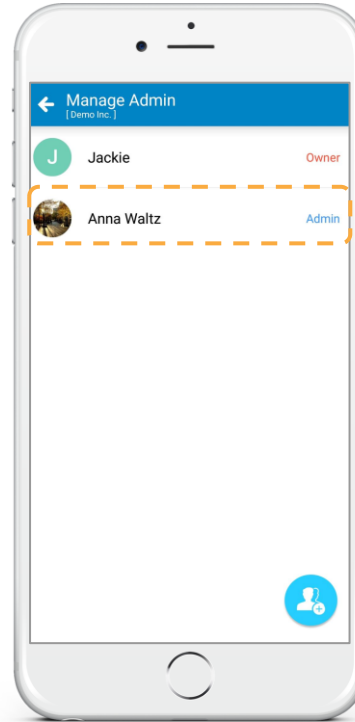 Manage Admin
[ Demo Inc. ]
J Jackie Owner
Anna Waltz Admin